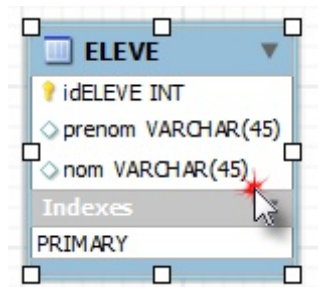 ELEVE
idELEVE INT
prenom VARCHAR(45)
nom VARCHAR(45)
Indexes
PRIMARY